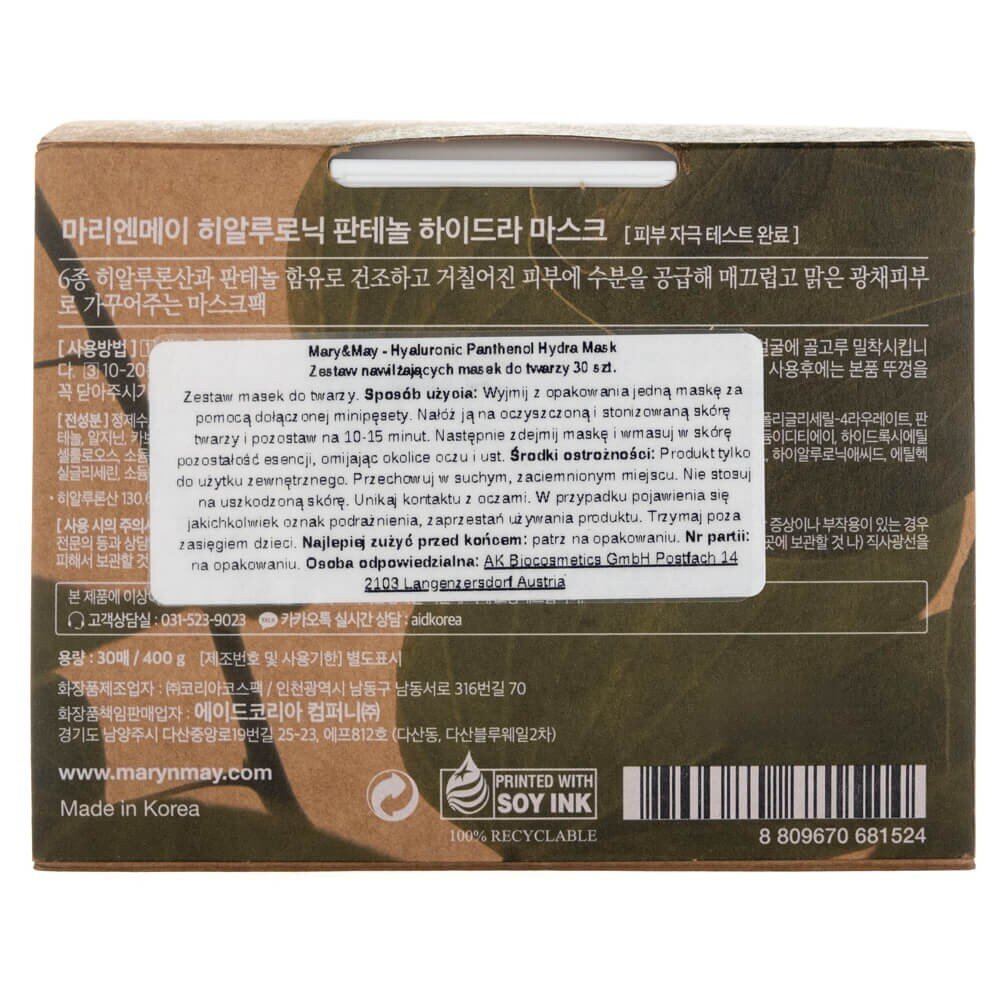 마리엔메이 히알루로닉 판테놀 하이드라 마스크 [ 피부 자극 테스트 완료 ]
6종 히알루론산과 판테놀 함유로 건조하고 거칠어진 피부에 수분을 공급해 매끄럽고 맑은 광채피부
로 가꾸어주는 마스크팩
[ 사용방법 ] 얼굴에 골고루 밀착시킵니
다. ③ 10-20 사용후에는 본품 뚜껑을
꼭 닫아주시기
[전성분] 정제수 폴리글리세릴-4라우레이트, 판
테놀, 알지닌, 카보 하이드록시에틸
셀룰로오스, 소듐 하이알루로닉애씨드, 에틸헥
실글리세린, 소듐
* 히알루론산 130.6
[ 사용 시의 주의사 증상이나 부작용이 있는 경우
전문의 등과 상담 곳에 보관할 것 나) 직사광선을
피해서 보관할 것
Mary&May - Hyaluronic Panthenol Hydra Mask
Zestaw nawilżających masek do twarzy 30 szt.
Zestaw masek do twarzy. Sposób użycia: Wyjmij z opakowania jedną maskę za
pomocą dołączonej minipęsety. Nałóż ją na oczyszczoną i stonizowaną skórę
twarzy i pozostaw na 10-15 minut. Następnie zdejmij maskę i wmasuj w skórę
pozostałość esencji, omijając okolice oczu i ust. Środki ostrożności: Produkt tylko
do użytku zewnętrznego. Przechowuj w suchym, zaciemnionym miejscu. Nie stosuj
na uszkodzoną skórę. Unikaj kontaktu z oczami. W przypadku pojawienia się
jakichkolwiek oznak podrażnienia, zaprzestań używania produktu. Trzymaj poza
zasięgiem dzieci. Najlepiej zużyć przed końcem: patrz na opakowaniu. Nr partii:
na opakowaniu. Osoba odpowiedzialna: AK Biocosmetics GmbH Postfach 14
2103 Langenzersdorf Austria
본 제품에 이상이
고객상담실 : 031-523-9023 TALK 카카오톡 실시간 상담 : aidkorea
용량 : 30매 / 400 g [제조번호 및 사용기한] 별도표시
화장품제조업자 : ㈜코리아코스팩 / 인천광역시 남동구 남동서로 316번길 70
화장품책임판매업자 : 에이드코리아 컴퍼니㈜
경기도 남양주시 다산중앙로19번길 25-23, 에프812호 (다산동, 다산블루웨일2차)
www.marynmay.com
Made in Korea
PRINTED WITH
SOY INK
100% RECYCLABLE
8 809670 681524